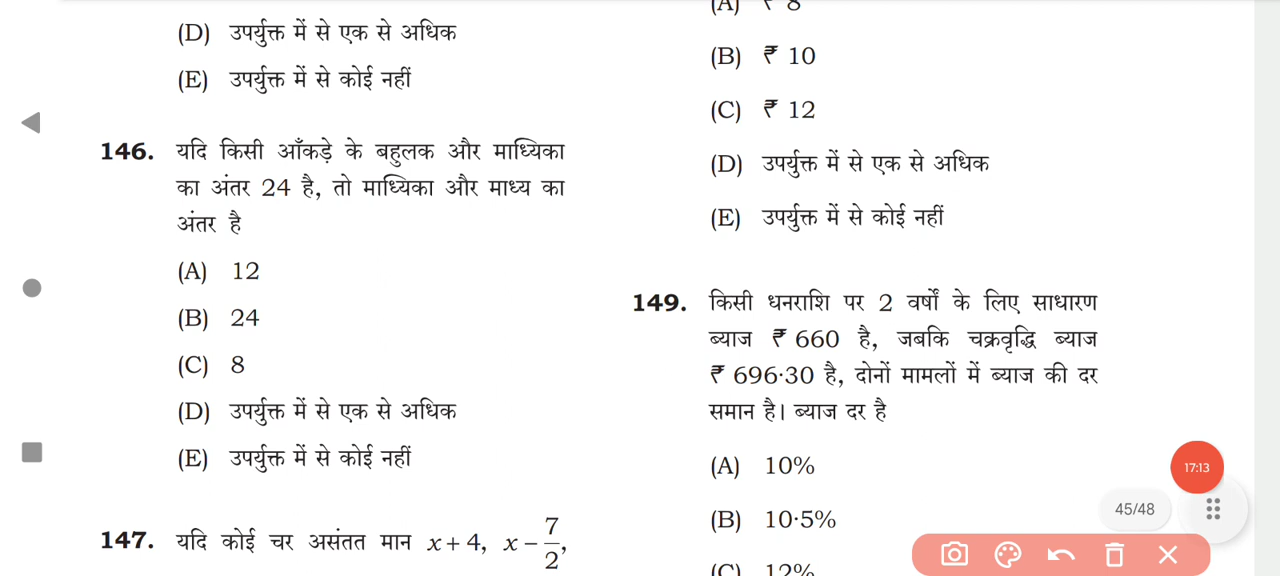 (D) उपर्युक्त में से एक से अधिक
(E) उपर्युक्त में से कोई नहीं
146. यदि किसी आँकड़े के बहुलक और माध्यिका
का अंतर 24 है, तो माध्यिका और माध्य का
अंतर है
(A) 12
(B) 24
(C) 8
(D) उपर्युक्त में से एक से अधिक
(E) उपर्युक्त में से कोई नहीं
147. यदि कोई चर असंतत मान x + 4, x − 7/2,
(A) ₹ 8
(B) ₹ 10
(C) ₹ 12
(D) उपर्युक्त में से एक से अधिक
(E) उपर्युक्त में से कोई नहीं
149. किसी धनराशि पर 2 वर्षों के लिए साधारण
ब्याज ₹ 660 है, जबकि चक्रवृद्धि ब्याज
₹ 696·30 है, दोनों मामलों में ब्याज की दर
समान है। ब्याज दर है
(A) 10%
(B) 10·5%
(C) 12%
17:13
45/48